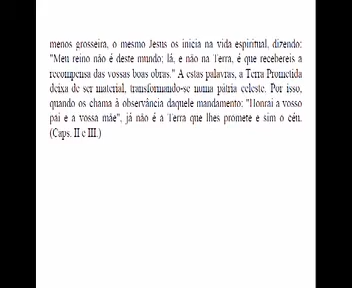 menos grosseira, o mesmo Jesus os inicia na vida espiritual, dizendo:
"Meu reino não é deste mundo; lá, e não na Terra, é que recebereis a
recompensa das vossas boas obras." A estas palavras, a Terra Prometida
deixa de ser material, transformando-se numa pátria celeste. Por isso,
quando os chama à observância daquele mandamento: "Honrai a vosso
pai e a vossa mãe", já não é a Terra que lhes promete e sim o céu.
(Caps. II e III.)